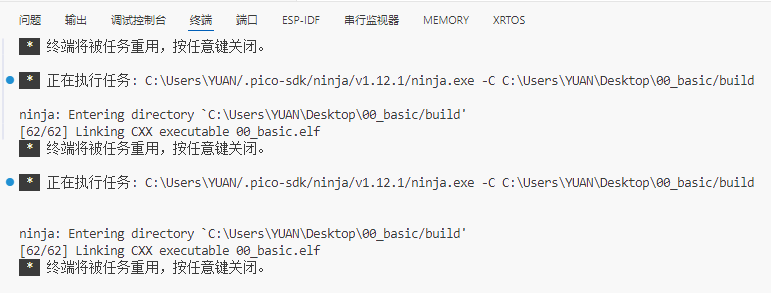 问题 输出 调试控制台 终端 端口 ESP-IDF 串行监视器 MEMORY XRTOS
* 终端将被任务重用，按任意键关闭。
* 正在执行任务: C:\Users\YUAN/.pico-sdk/ninja/v1.12.1/ninja.exe -C C:\Users\YUAN\Desktop\00_basic/build
ninja: Entering directory `C:\Users\YUAN\Desktop\00_basic/build'
[62/62] Linking CXX executable 00_basic.elf
* 终端将被任务重用，按任意键关闭。
* 正在执行任务: C:\Users\YUAN/.pico-sdk/ninja/v1.12.1/ninja.exe -C C:\Users\YUAN\Desktop\00_basic/build
ninja: Entering directory `C:\Users\YUAN\Desktop\00_basic/build'
[62/62] Linking CXX executable 00_basic.elf
* 终端将被任务重用，按任意键关闭。